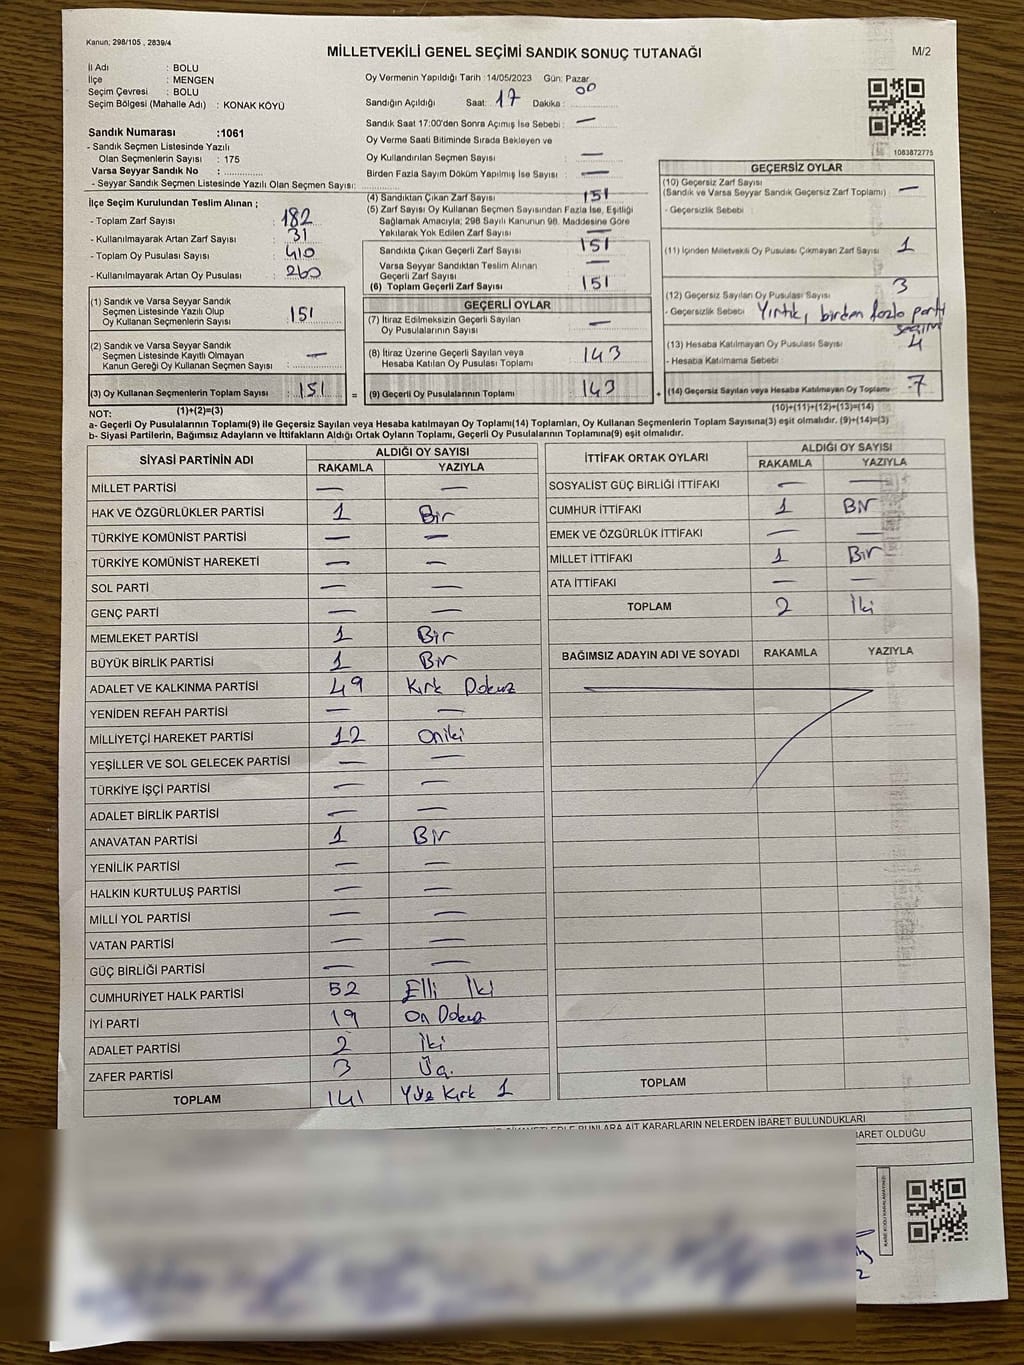 Kanun; 298/105 , 2839/4
MİLLETVEKİLİ GENEL SEÇİMİ SANDIK SONUÇ TUTANAĞI
M/2
İl Adı : BOLU
İlçe : MENGEN
Seçim Çevresi : BOLU
Seçim Bölgesi (Mahalle Adı) : KONAK KÖYÜ
Sandık Numarası :1061
- Sandık Seçmen Listesinde Yazılı
Olan Seçmenlerin Sayısı : 175
Varsa Seyyar Sandık No :
- Seyyar Sandık Seçmen Listesinde Yazılı Olan Seçmen Sayısı:
İlçe Seçim Kurulundan Teslim Alınan ;
- Toplam Zarf Sayısı 182
- Kullanılmayarak Artan Zarf Sayısı 31
- Toplam Oy Pusulası Sayısı 410
- Kullanılmayarak Artan Oy Pusulası 260
(1) Sandık ve Varsa Seyyar Sandık
Seçmen Listesinde Yazılı Olup
Oy Kullanan Seçmenlerin Sayısı 151
(2) Sandık ve Varsa Seyyar Sandık
Seçmen Listesinde Kayıtlı Olmayan
Kanun Gereği Oy Kullanan Seçmen Sayısı —
(3) Oy Kullanan Seçmenlerin Toplam Sayısı 151
Oy Vermenin Yapıldığı Tarih :14/05/2023 Gün: Pazar
Sandığın Açıldığı Saat: 17 Dakika : 00
Sandık Saat 17:00'den Sonra Açımış İse Sebebi : —
Oy Verme Saati Bitiminde Sırada Bekleyen ve
Oy Kullandırılan Seçmen Sayısı : —
Birden Fazla Sayım Döküm Yapılmış İse Sayısı : —
(4) Sandıktan Çıkan Zarf Sayısı 151
(5) Zarf Sayısı Oy Kullanan Seçmen Sayısından Fazla İse, Eşitliği
Sağlamak Amacıyla; 298 Sayılı Kanunun 98. Maddesine Göre
Yakılarak Yok Edilen Zarf Sayısı —
Sandıkta Çıkan Geçerli Zarf Sayısı 151
Varsa Seyyar Sandıktan Teslim Alınan
Geçerli Zarf Sayısı —
(6) Toplam Geçerli Zarf Sayısı 151
GEÇERLİ OYLAR
(7) İtiraz Edilmeksizin Geçerli Sayılan
Oy Pusulalarının Sayısı —
(8) İtiraz Üzerine Geçerli Sayılan veya
Hesaba Katılan Oy Pusulası Toplamı 143
= (9) Geçerli Oy Pusulalarının Toplamı 143 +
1083872775
GEÇERSİZ OYLAR
(10) Geçersiz Zarf Sayısı
(Sandık ve Varsa Seyyar Sandık Geçersiz Zarf Toplamı) —
- Geçersizlik Sebebi :
(11) İçinden Milletvekili Oy Pusulası Çıkmayan Zarf Sayısı 1
(12) Geçersiz Sayılan Oy Pusulası Sayısı 3
- Geçersizlik Sebebi Yırtık, birden fazla parti
seçim
(13) Hesaba Katılmayan Oy Pusulası Sayısı 4
- Hesaba Katılmama Sebebi
(14) Geçersiz Sayılan veya Hesaba Katılmayan Oy Toplamı 7
NOT: (1)+(2)=(3) (10)+(11)+(12)+(13)=(14)
a- Geçerli Oy Pusulalarının Toplamı(9) ile Geçersiz Sayılan veya Hesaba katılmayan Oy Toplamı(14) Toplamları, Oy Kullanan Seçmenlerin Toplam Sayısına(3) eşit olmalıdır. (9)+(14)=(3)
b- Siyasi Partilerin, Bağımsız Adayların ve İttifakların Aldığı Ortak Oyların Toplamı, Geçerli Oy Pusulalarının Toplamına(9) eşit olmalıdır.
SİYASİ PARTİNİN ADI ALDIĞI OY SAYISI
RAKAMLA YAZIYLA
MİLLET PARTİSİ — —
HAK VE ÖZGÜRLÜKLER PARTİSİ 1 Bir
TÜRKİYE KOMÜNİST PARTİSİ — —
TÜRKİYE KOMÜNİST HAREKETİ — —
SOL PARTİ — —
GENÇ PARTİ — —
MEMLEKET PARTİSİ 1 Bir
BÜYÜK BİRLİK PARTİSİ 1 Bir
ADALET VE KALKINMA PARTİSİ 49 Kırk Dokuz
YENİDEN REFAH PARTİSİ — —
MİLLİYETÇİ HAREKET PARTİSİ 12 Oniki
YEŞİLLER VE SOL GELECEK PARTİSİ — —
TÜRKİYE İŞÇİ PARTİSİ — —
ADALET BİRLİK PARTİSİ — —
ANAVATAN PARTİSİ 1 Bir
YENİLİK PARTİSİ — —
HALKIN KURTULUŞ PARTİSİ — —
MİLLİ YOL PARTİSİ — —
VATAN PARTİSİ — —
GÜÇ BİRLİĞİ PARTİSİ — —
CUMHURİYET HALK PARTİSİ 52 Elli İki
İYİ PARTİ 19 On Dokuz
ADALET PARTİSİ 2 İki
ZAFER PARTİSİ 3 Üç.
TOPLAM 141 Yüz Kırk 1
İTTİFAK ORTAK OYLARI ALDIĞI OY SAYISI
RAKAMLA YAZIYLA
SOSYALİST GÜÇ BİRLİĞİ İTTİFAKI — —
CUMHUR İTTİFAKI 1 Bir
EMEK VE ÖZGÜRLÜK İTTİFAKI — —
MİLLET İTTİFAKI 1 Bir
ATA İTTİFAKI — —
TOPLAM 2 İki
BAĞIMSIZ ADAYIN ADI VE SOYADI RAKAMLA YAZIYLA
TOPLAM
BUNLARA AİT KARARLARIN NELERDEN İBARET BULUNDUKLARI
İBARET OLDUĞU